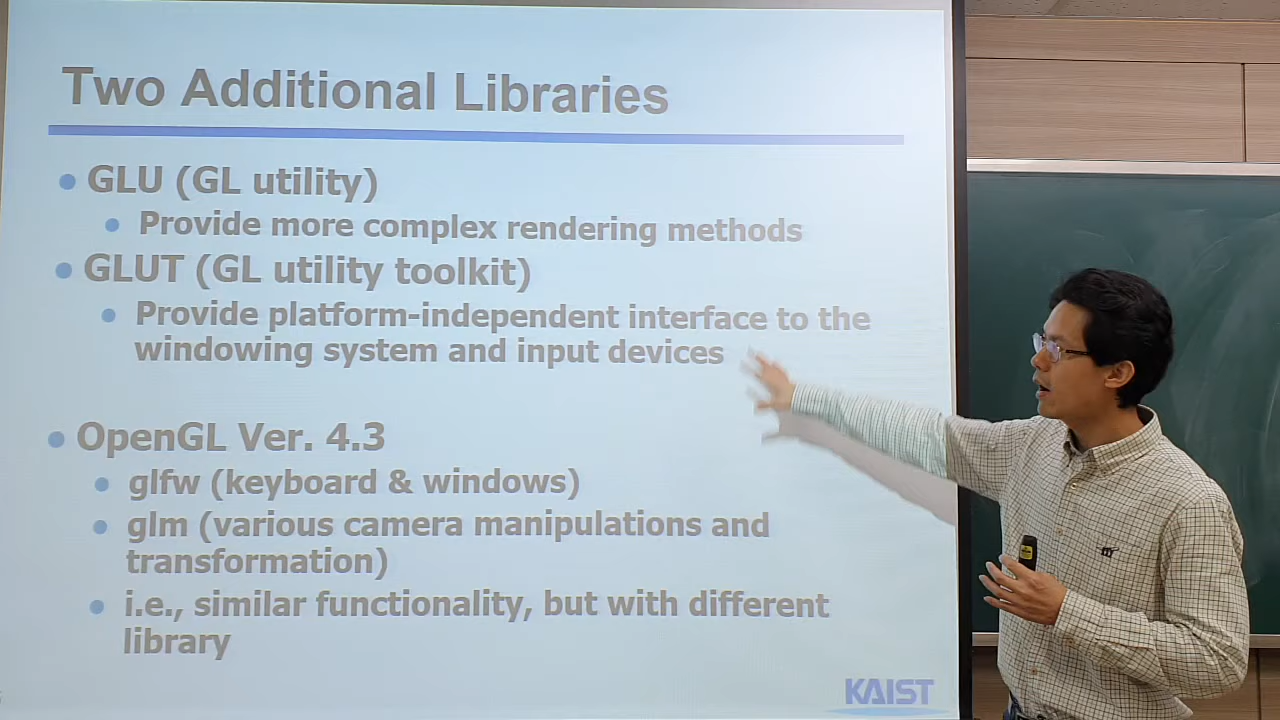 Two Additional Libraries
● GLU (GL utility)
● Provide more complex rendering methods
● GLUT (GL utility toolkit)
● Provide platform-independent interface to the
windowing system and input devices
● OpenGL Ver. 4.3
● glfw (keyboard & windows)
● glm (various camera manipulations and
transformation)
● i.e., similar functionality, but with different
library
KAIST